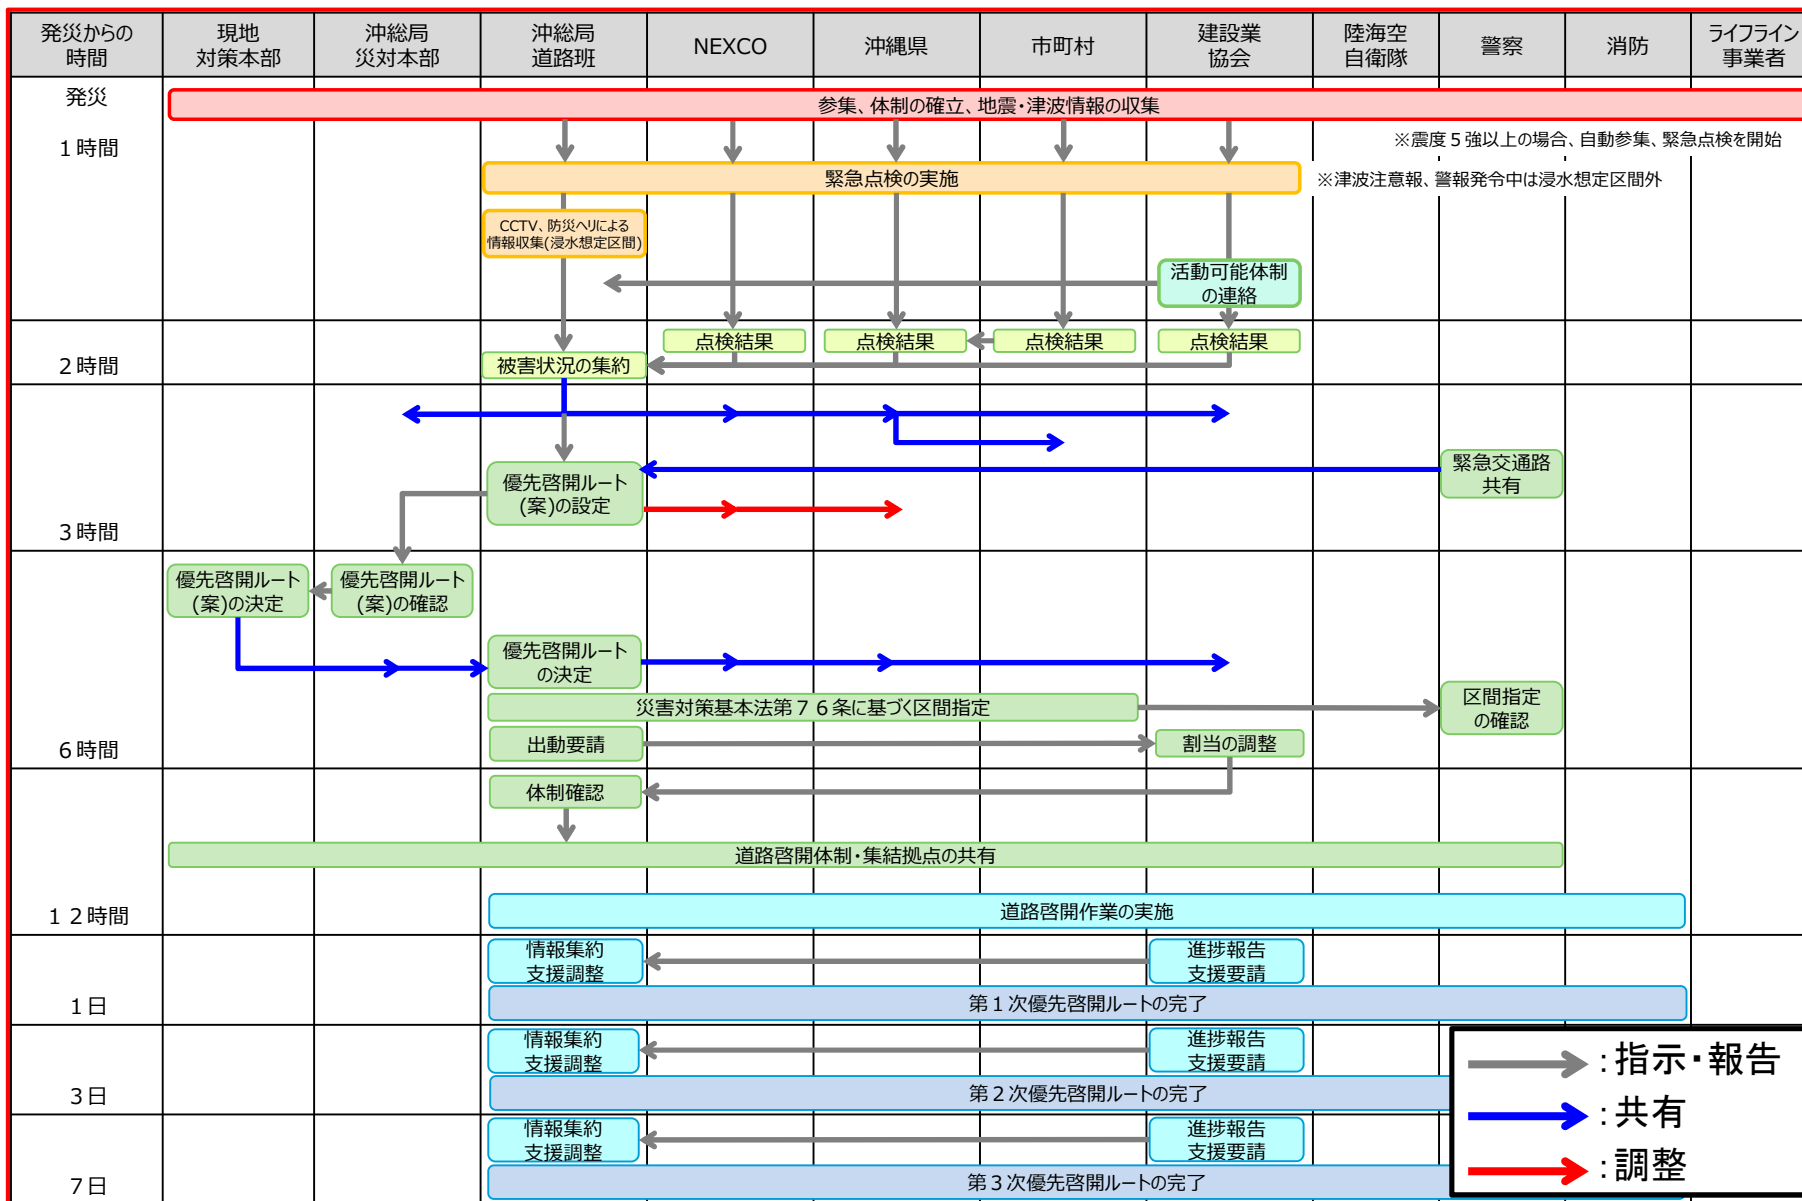 発災からの
時間
現地
対策本部
沖総局
災対本部
沖総局
道路班
NEXCO
沖縄県
市町村
建設業
協会
陸海空
自衛隊
警察
消防
ライフライン
事業者
発災
参集、体制の確立、地震・津波情報の収集
1時間
※震度5強以上の場合、自動参集、緊急点検を開始
緊急点検の実施
※津波注意報、警報発令中は浸水想定区間外
CCTV、防災ヘリによる
情報収集(浸水想定区間)
活動可能体制
の連絡
点検結果
点検結果
点検結果
点検結果
2時間
被害状況の集約
緊急交通路
共有
優先啓開ルート
(案)の設定
3時間
優先啓開ルート
(案)の決定
優先啓開ルート
(案)の確認
優先啓開ルート
の決定
災害対策基本法第76条に基づく区間指定
区間指定
の確認
6時間
出動要請
割当の調整
体制確認
道路啓開体制・集結拠点の共有
12時間
道路啓開作業の実施
情報集約
支援調整
進捗報告
支援要請
1日
第1次優先啓開ルートの完了
情報集約
支援調整
進捗報告
支援要請
3日
第2次優先啓開ルートの完了
情報集約
支援調整
進捗報告
支援要請
7日
第3次優先啓開ルートの完了
:指示・報告
:共有
:調整